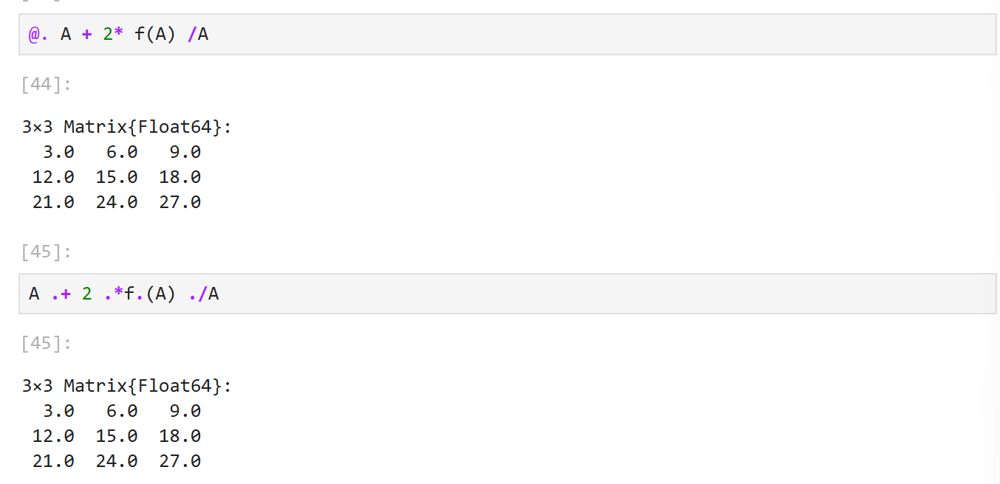 @. A + 2* f(A) /A
[44]:
3×3 Matrix{Float64}:
3.0 6.0 9.0
12.0 15.0 18.0
21.0 24.0 27.0
[45]:
A .+ 2 .*f.(A) ./A
[45]:
3×3 Matrix{Float64}:
3.0 6.0 9.0
12.0 15.0 18.0
21.0 24.0 27.0